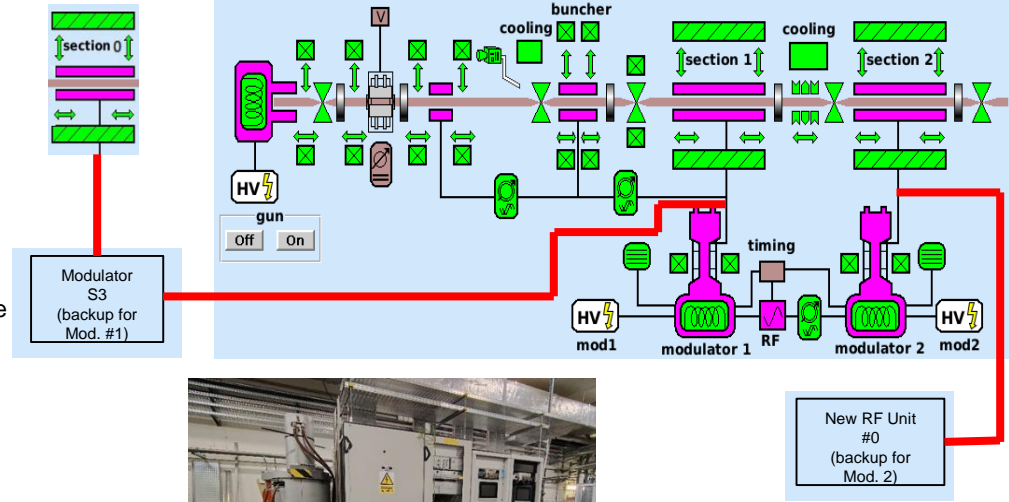 section 0
V
cooling
buncher
section 1
cooling
section 2
HV
gun
Off
On
timing
HV
mod1
modulator 1
RF
modulator 2
HV
mod2
Modulator
S3
(backup for
Mod. #1)
New RF Unit
#0
(backup for
Mod. 2)